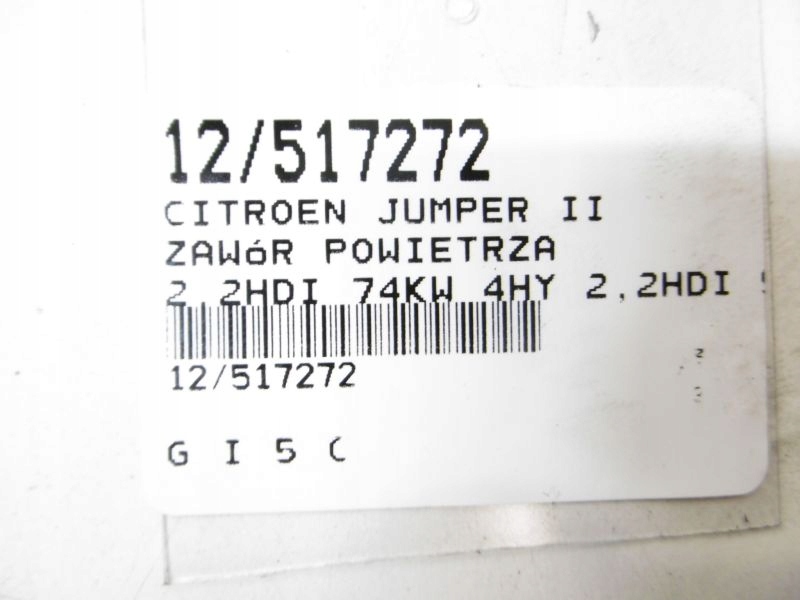 12/517272
CITROEN JUMPER II
ZAWóR POWIETRZA
2,2HDI 74KW 4HY 2,2HDI
12/517272
G I 5 C